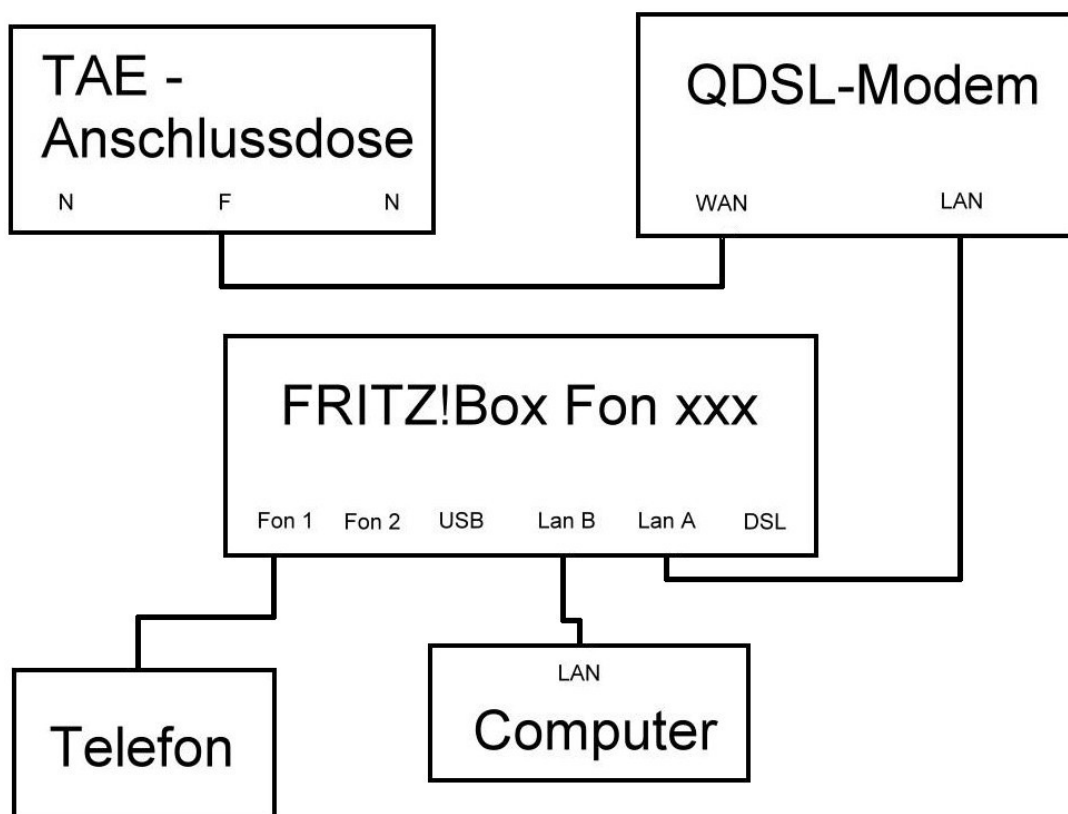 TAE -
Anschlussdose
N F N
QDSL-Modem
WAN LAN
FRITZ!Box Fon xxx
Fon 1 Fon 2 USB Lan B Lan A DSL
Telefon
LAN
Computer